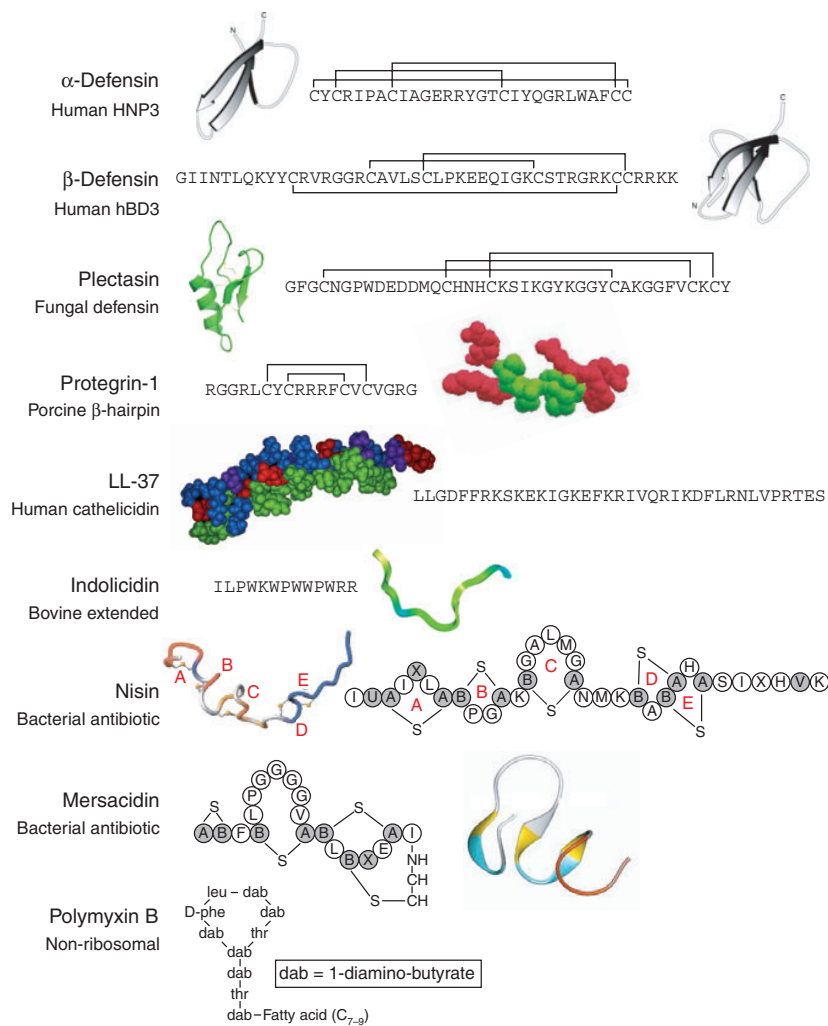 N
C
α-Defensin
Human HNP3
CYCRIPACIAGERRYGTCIYQGRLWAFCC
β-Defensin
Human hBD3
GIINTLQKYYCRVRGGRCAVLSCLPKEEQIGKCSTRGRKCCRRKK
C
N
Plectasin
Fungal defensin
GFGCNGPWDEDDMQCHNHCKSIKGYKGGYCAKGGFVCKCY
Protegrin-1
Porcine β-hairpin
RGGRLCYCRRRFCVCVGRG
LL-37
Human cathelicidin
LLGDFFRKSKEKIGKEFKRIVQRIKDFLRNLVPRTES
Indolicidin
Bovine extended
ILPWKWPWWPWRR
Nisin
Bacterial antibiotic
A
B
C
D
E
I U A I X L A B P G A K B G A L M G A N M K B A B A H A S I X H V K
S
S
S
S
S
A
B
C
D
E
Mersacidin
Bacterial antibiotic
A B F B L P G G G G V A B L B X E A I
S
S
S
S
NH
CH
CH
Polymyxin B
Non-ribosomal
leu – dab
D-phe dab
dab thr
dab
dab
thr
dab–Fatty acid (C7–9)
dab = 1-diamino-butyrate